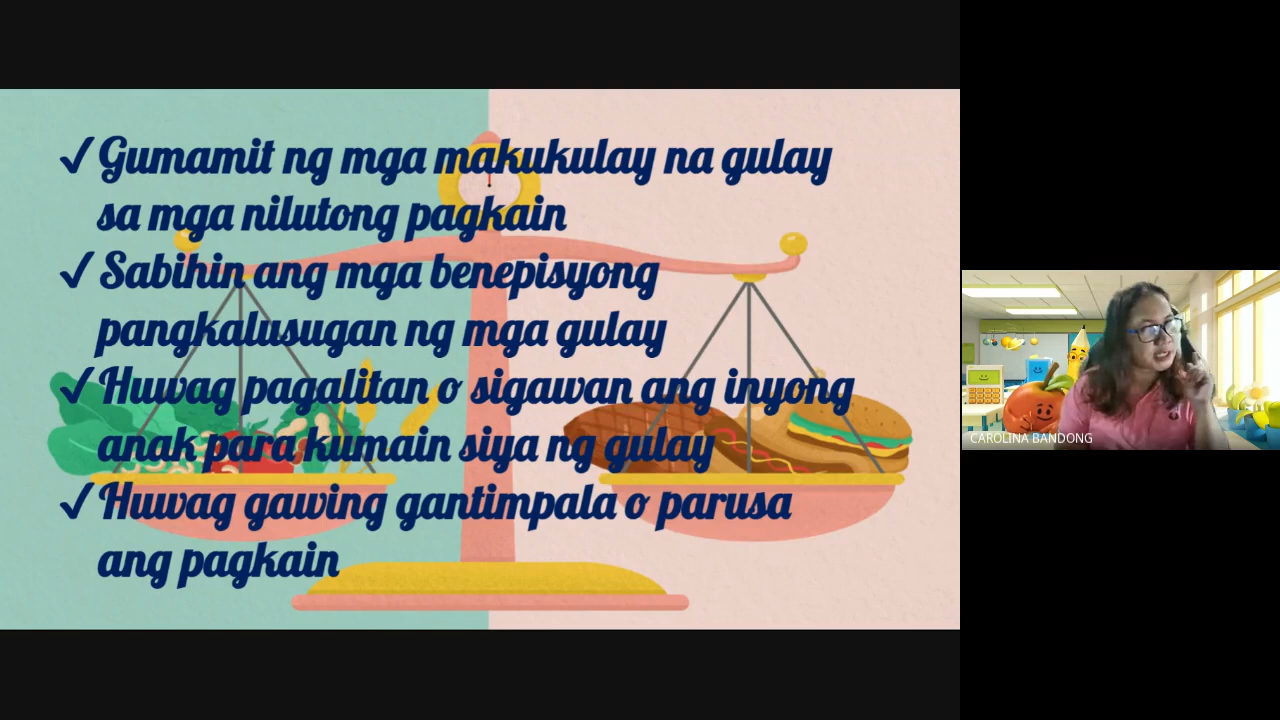 ✓ Gumamit ng mga makukulay na gulay
sa mga nilutong pagkain
✓ Sabihin ang mga benepisyong
pangkalusugan ng mga gulay
✓ Huwag pagalitan o sigawan ang inyong
anak para kumain siya ng gulay
✓ Huwag gawing gantimpala o parusa
ang pagkain
CAROLINA BANDONG